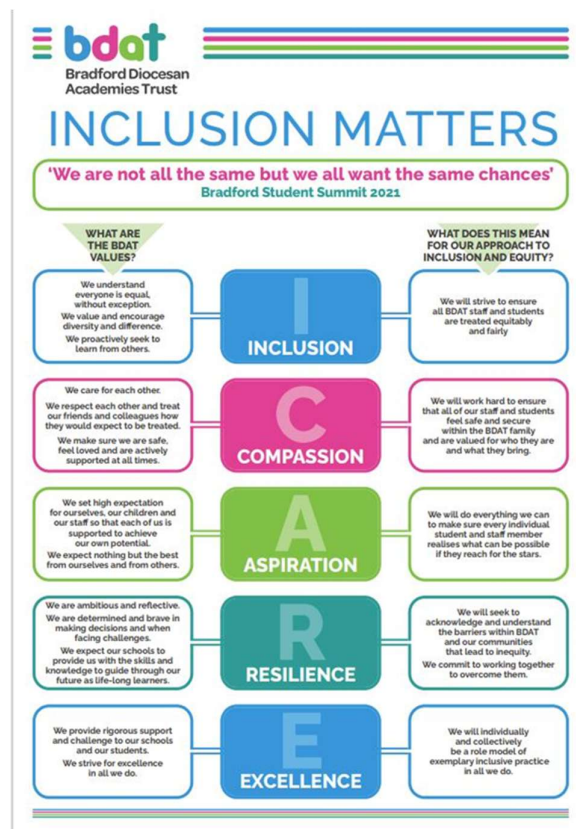 bdat
Bradford Diocesan
Academies Trust
INCLUSION MATTERS
‘We are not all the same but we all want the same chances’
Bradford Student Summit 2021
WHAT ARE
THE BDAT
VALUES?
WHAT DOES THIS MEAN
FOR OUR APPROACH TO
INCLUSION AND EQUITY?
We understand
everyone is equal,
without exception.
We value and encourage
diversity and difference.
We proactively seek to
learn from others.
I
INCLUSION
We will strive to ensure
all BDAT staff and students
are treated equitably
and fairly
We care for each other.
We respect each other and treat
our friends and colleagues how
they would expect to be treated.
We make sure we are safe,
feel loved and are actively
supported at all times.
C
COMPASSION
We will work hard to ensure
that all of our staff and students
feel safe and secure
within the BDAT family
and are valued for who they are
and what they bring.
We set high expectation
for ourselves, our children and
our staff so that each of us is
supported to achieve
our own potential.
We expect nothing but the best
from ourselves and from others.
A
ASPIRATION
We will do everything we can
to make sure every individual
student and staff member
realises what can be possible
if they reach for the stars.
We are ambitious and reflective.
We are determined and brave in
making decisions and when
facing challenges.
We expect our schools to
provide us with the skills and
knowledge to guide through our
future as life-long learners.
R
RESILIENCE
We will seek to
acknowledge and understand
the barriers within BDAT
and our communities
that lead to inequity.
We commit to working together
to overcome them.
We provide rigorous support
and challenge to our schools
and our students.
We strive for excellence
in all we do.
E
EXCELLENCE
We will individually
and collectively
be a role model of
exemplary inclusive practice
in all we do.